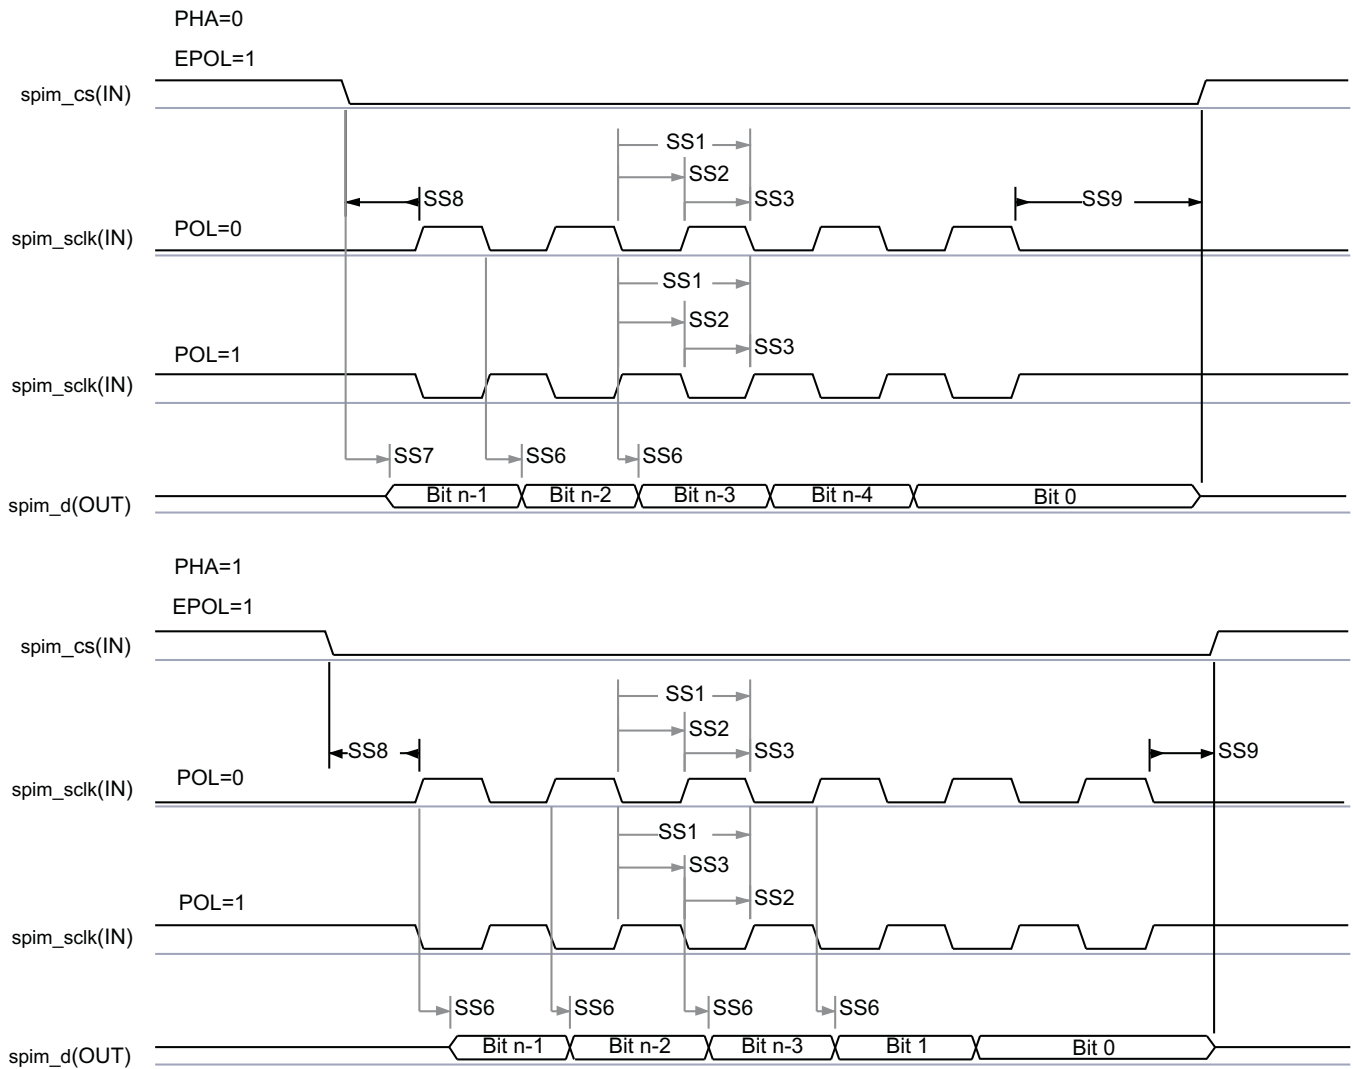 PHA=0
EPOL=1
spim_cs(IN)
SS1
SS2
SS8
SS3
SS9
POL=0
spim_sclk(IN)
SS1
SS2
SS3
POL=1
spim_sclk(IN)
SS7
SS6
SS6
spim_d(OUT)
Bit n-1
Bit n-2
Bit n-3
Bit n-4
Bit 0
PHA=1
EPOL=1
spim_cs(IN)
SS1
SS2
SS8
SS3
SS9
POL=0
spim_sclk(IN)
SS1
SS3
SS2
POL=1
spim_sclk(IN)
SS6
SS6
SS6
SS6
spim_d(OUT)
Bit n-1
Bit n-2
Bit n-3
Bit 1
Bit 0